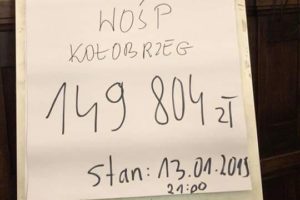 WOŚP
KOŁOBRZEG
149 804 zł
stan: 13.01.2019
21:00